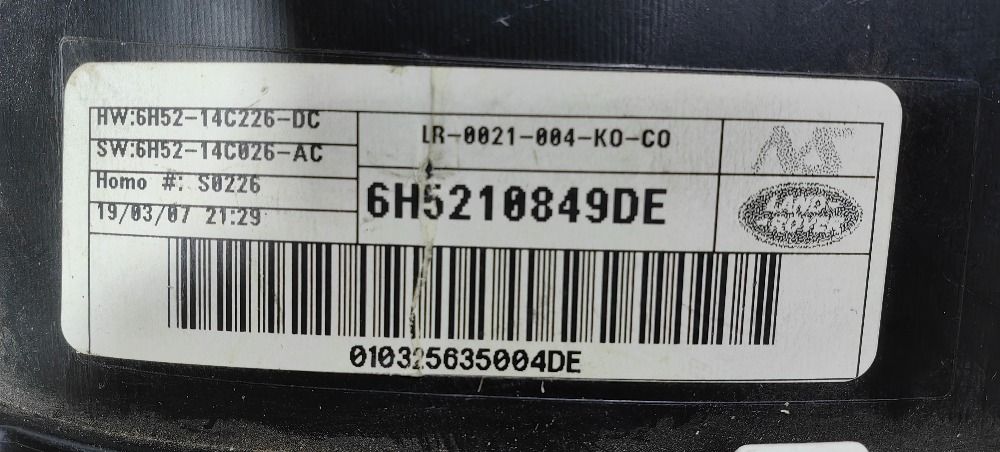 HW:6H52-14C226-DC
SW:6H52-14C026-AC
Homo #: S0226
19/03/07 21:29
LR-0021-004-KO-CO
6H5210849DE
LAND
ROVER
010325635004DE